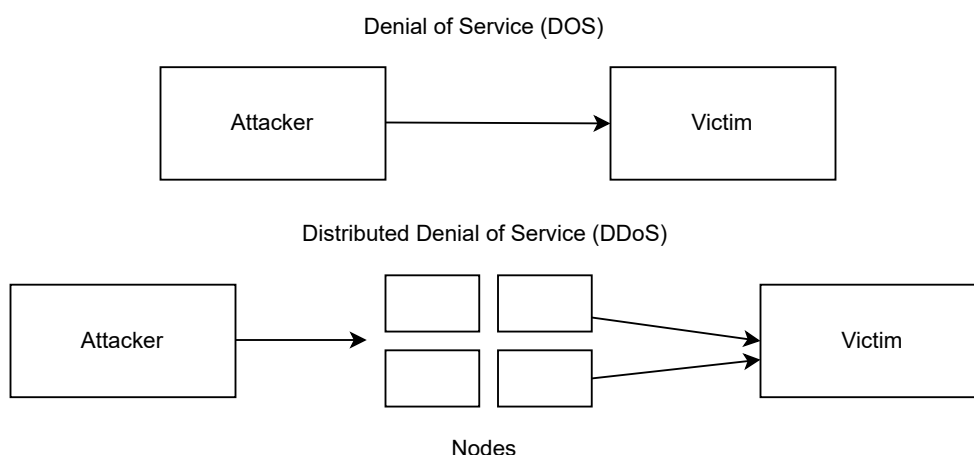 Denial of Service (DOS)
Attacker
Victim
Distributed Denial of Service (DDoS)
Attacker
Victim
Nodes